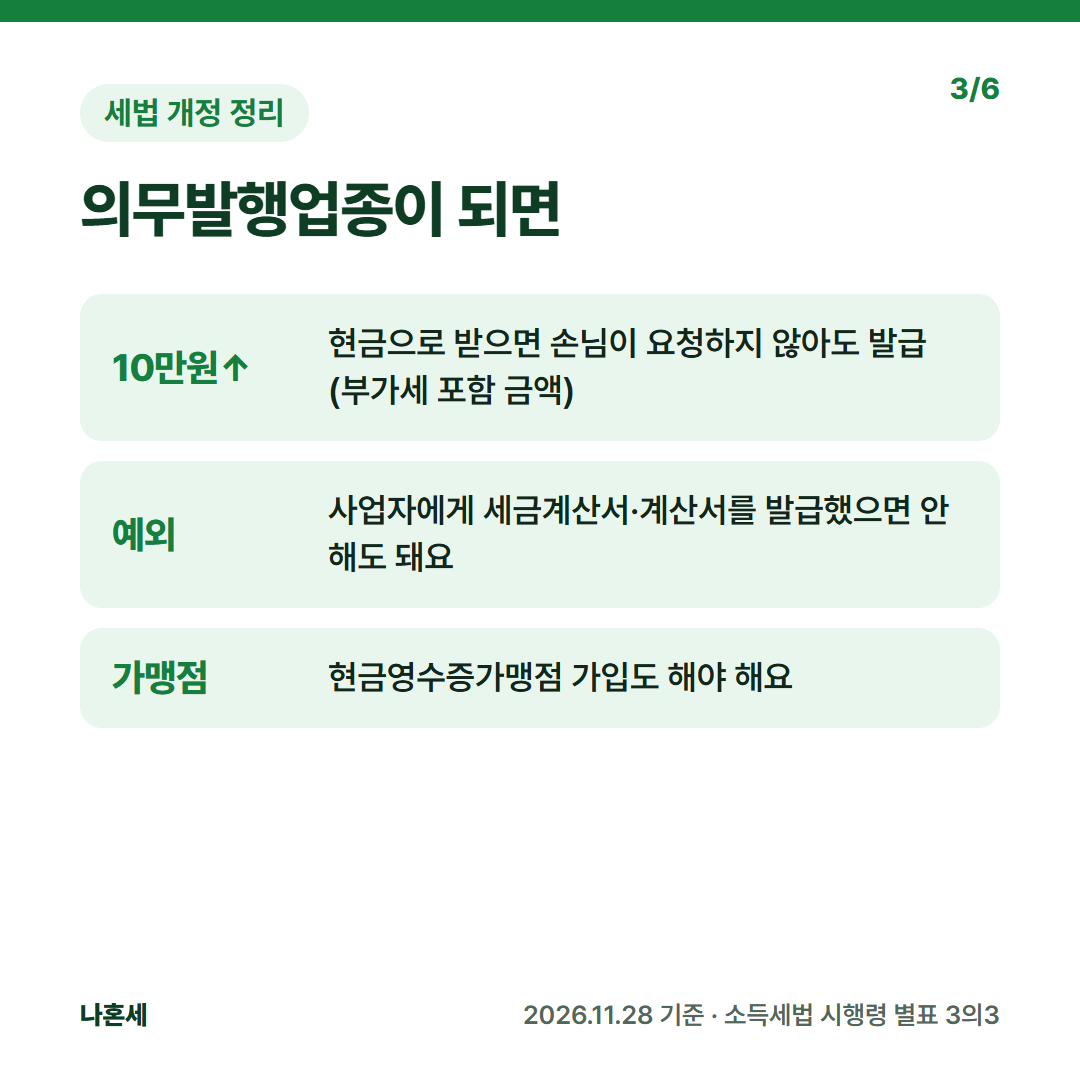 세법 개정 정리
3/6
의무발행업종이 되면
10만원↑
현금으로 받으면 손님이 요청하지 않아도 발급
(부가세 포함 금액)
예외
사업자에게 세금계산서·계산서를 발급했으면 안
해도 돼요
가맹점
현금영수증가맹점 가입도 해야 해요
나혼세
2026.11.28 기준 · 소득세법 시행령 별표 3의3